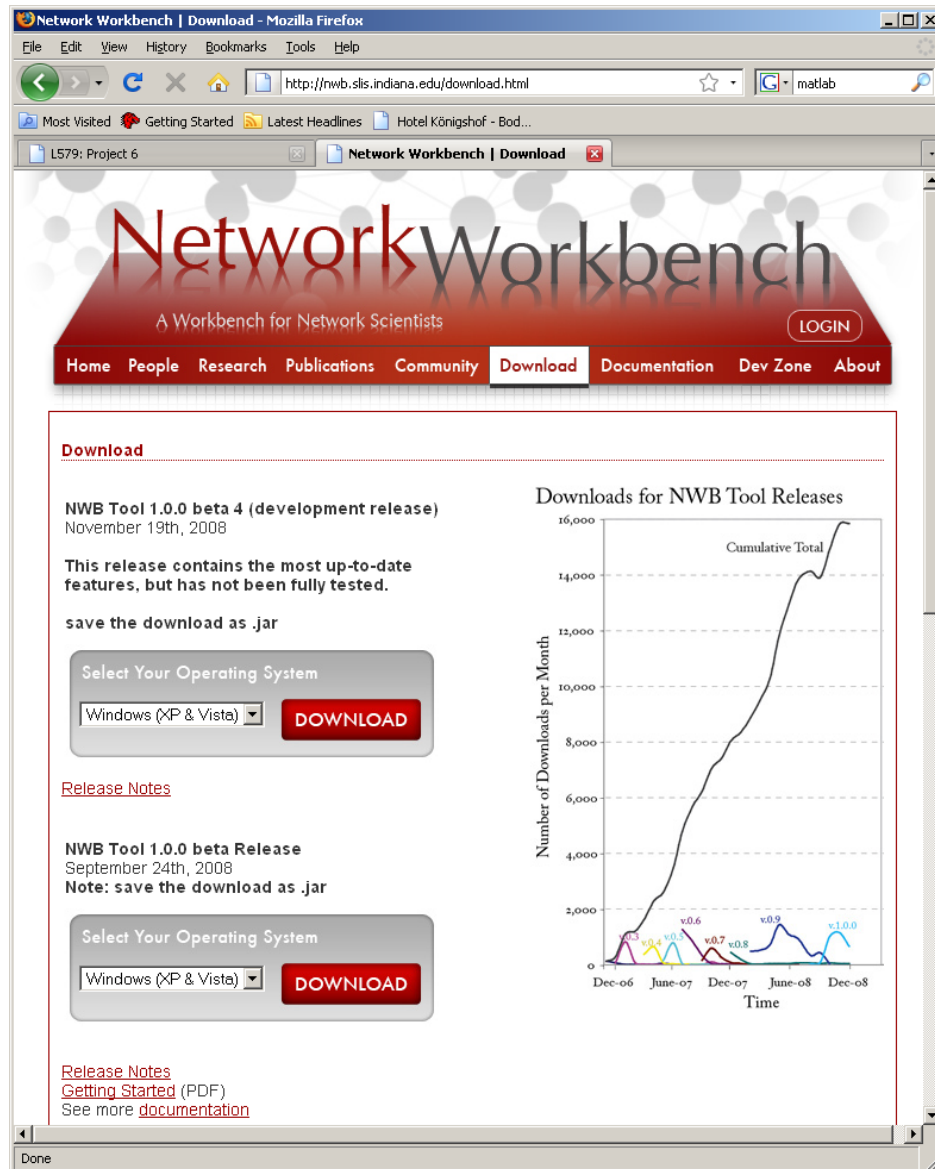 Network Workbench | Download - Mozilla Firefox
File Edit View History Bookmarks Tools Help
http://nwb.slis.indiana.edu/download.html
G matlab
Most Visited Getting Started Latest Headlines Hotel Königshof - Bod...
L579: Project 6
Network Workbench | Download
NetworkWorkbench
A Workbench for Network Scientists
LOGIN
Home People Research Publications Community Download Documentation Dev Zone About
Download
NWB Tool 1.0.0 beta 4 (development release)
November 19th, 2008
This release contains the most up-to-date
features, but has not been fully tested.
save the download as .jar
Select Your Operating System
Windows (XP & Vista)
DOWNLOAD
Release Notes
NWB Tool 1.0.0 beta Release
September 24th, 2008
Note: save the download as .jar
Select Your Operating System
Windows (XP & Vista)
DOWNLOAD
Release Notes
Getting Started (PDF)
See more documentation
Downloads for NWB Tool Releases
16,000
14,000
12,000
10,000
8,000
6,000
4,000
2,000
0
Number of Downloads per Month
Cumulative Total
v.0.3
v.0.4
v.0.5
v.0.6
v.0.7
v.0.8
v.0.9
v.1.0.0
Dec-06 June-07 Dec-07 June-08 Dec-08
Time
Done